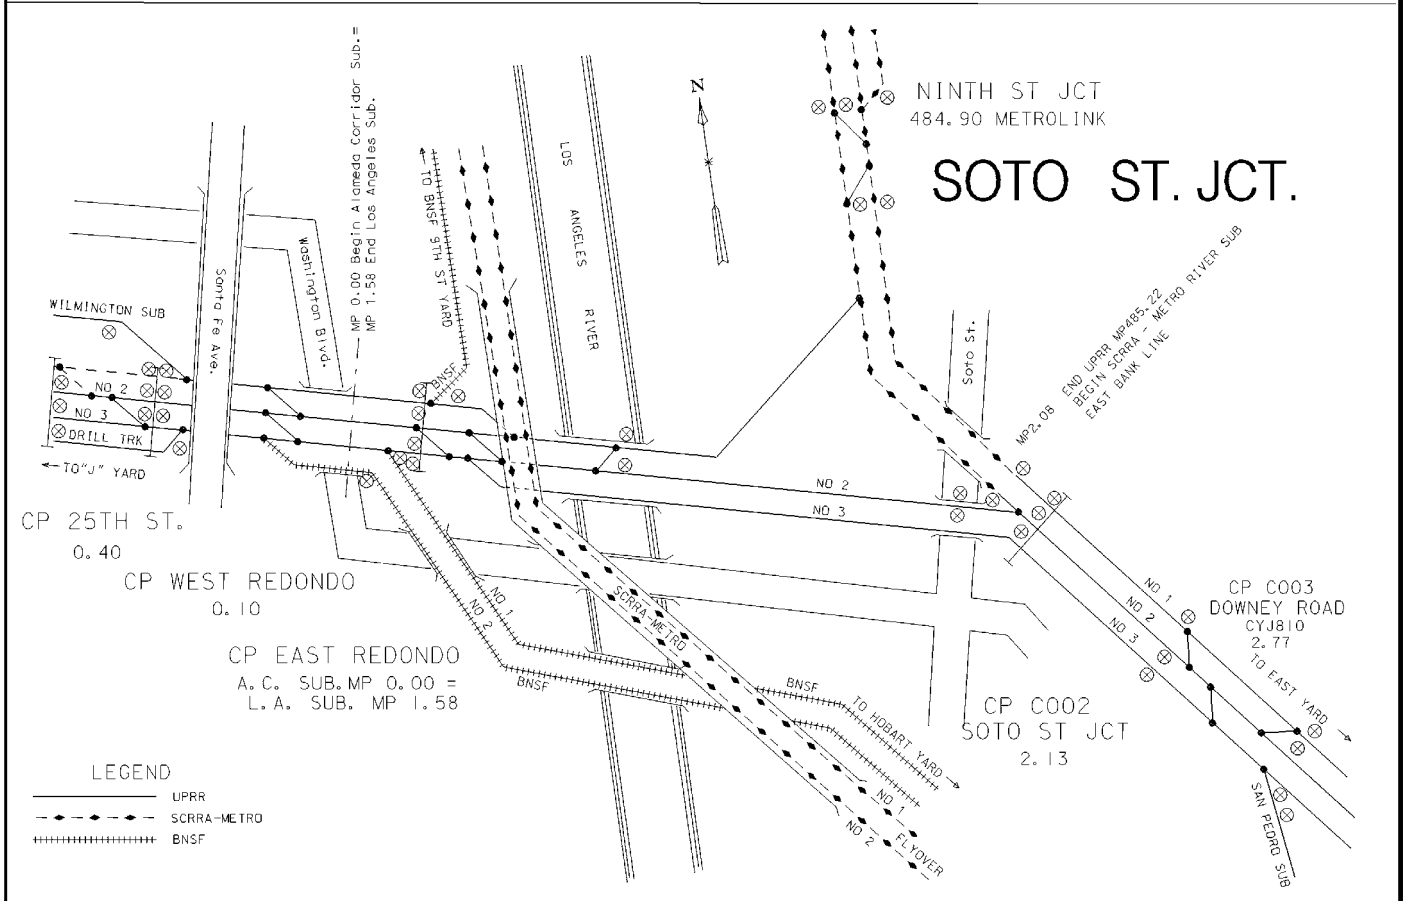 NINTH ST JCT
484.90 METROLINK
SOTO ST. JCT.
N
MP 0.00 Begin Alameda Corridor Sub.=
MP 1.58 End Los Angeles Sub.
LOS ANGELES RIVER
TO BNSF 9TH ST YARD
BNSF
Washington Blvd.
Santa Fe Ave.
WILMINGTON SUB
NO 2
NO 3
DRILL TRK
TO "J" YARD
Soto St.
MP2.08 END UPRR MP485.22
BEGIN SCRRA - METRO RIVER SUB
EAST BANK LINE
NO 2
NO 3
CP 25TH ST.
0.40
CP WEST REDONDO
0.10
CP EAST REDONDO
A.C. SUB. MP 0.00 =
L.A. SUB. MP 1.58
NO 1
NO 2
BNSF
SCRRA-METRO
BNSF
TO HOBART YARD
NO 1
NO 2
FLYOVER
CP C002
SOTO ST JCT
2.13
NO 1
NO 2
NO 3
CP C003
DOWNEY ROAD
CYJ810
2.77
TO EAST YARD
SAN PEDRO SUB
LEGEND
UPRR
SCRRA-METRO
BNSF